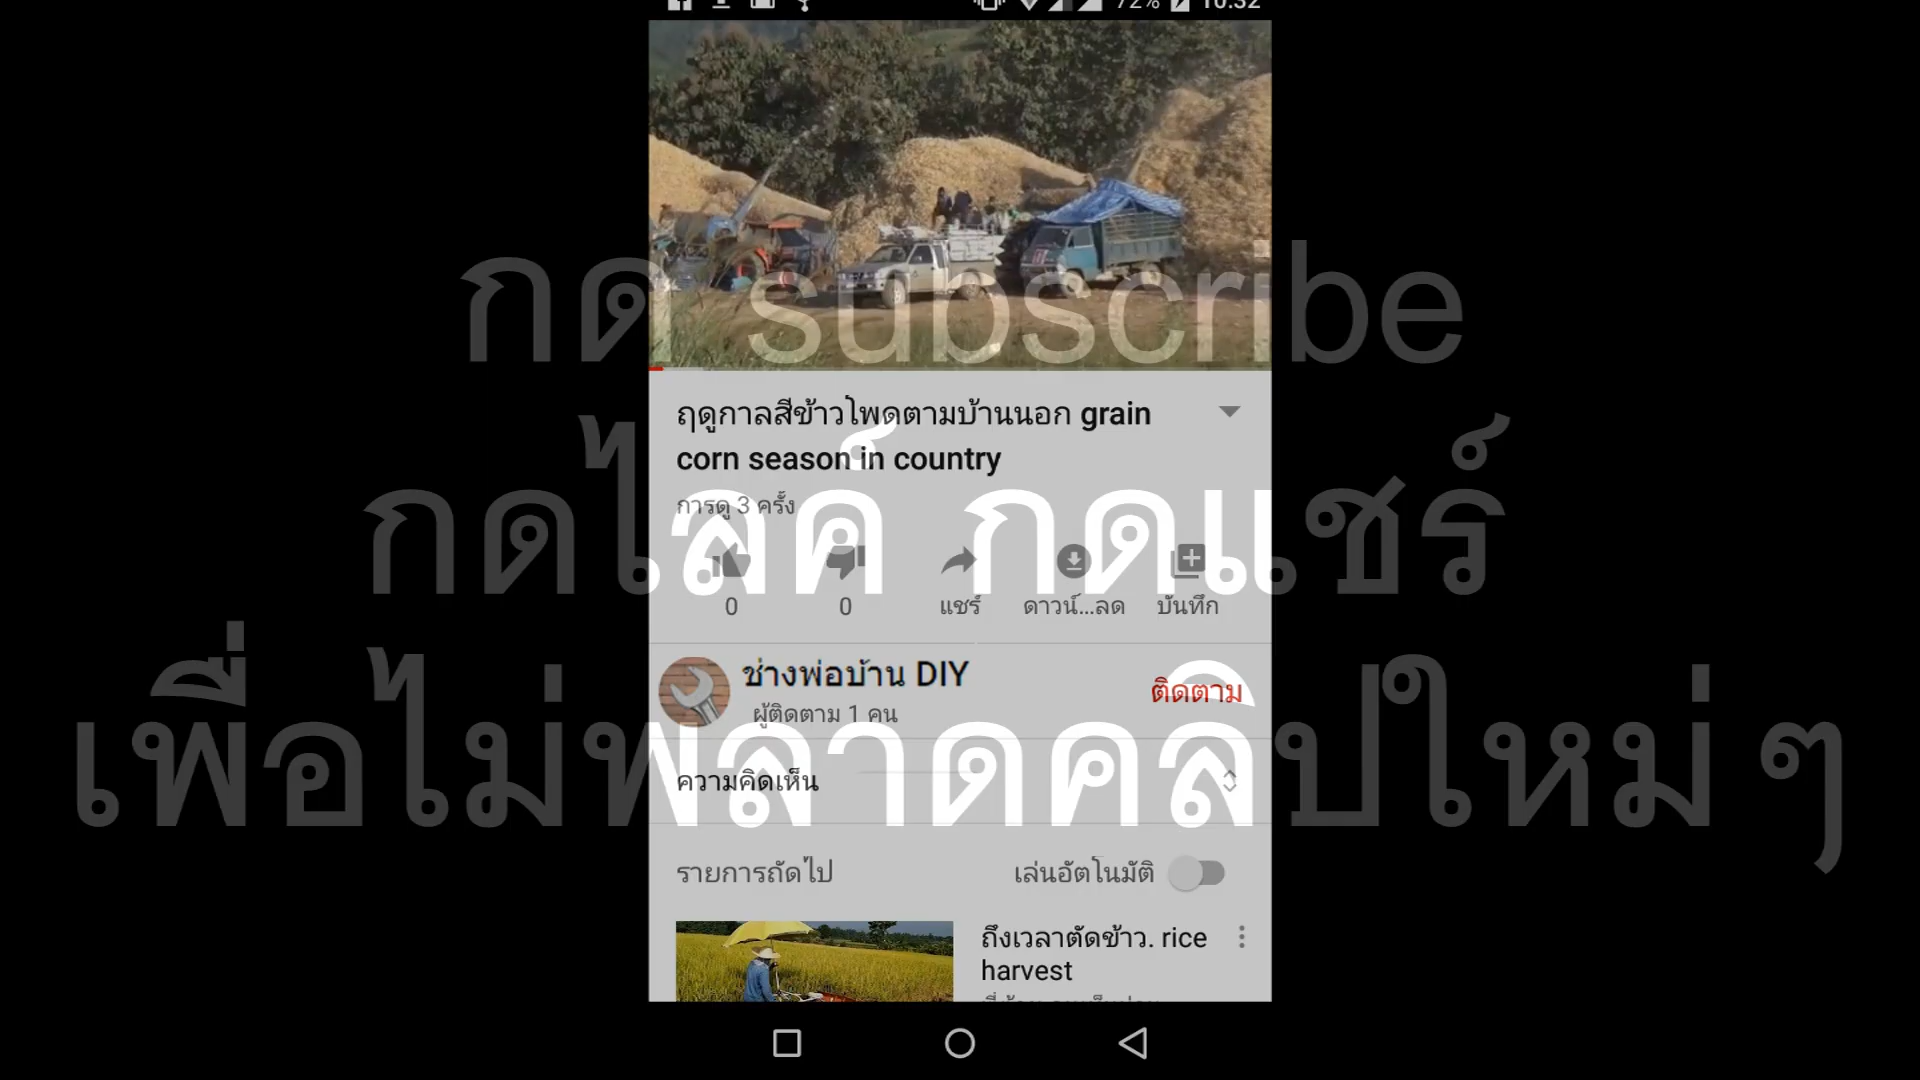 72% 10:32
กด subscribe
ฤดูกาลสีข้าวโพดตามบ้านนอก grain
corn season in country
การดู 3 ครั้ง
กดไลค์ กดแชร์
0 0 แชร์ ดาวน์...ลด บันทึก
ช่างพ่อบ้าน DIY
ติดตาม
ผู้ติดตาม 1 คน
เพื่อไม่พลาดคลิปใหม่ ๆ
ความคิดเห็น
รายการถัดไป เล่นอัตโนมัติ
ถึงเวลาตัดข้าว. rice
harvest